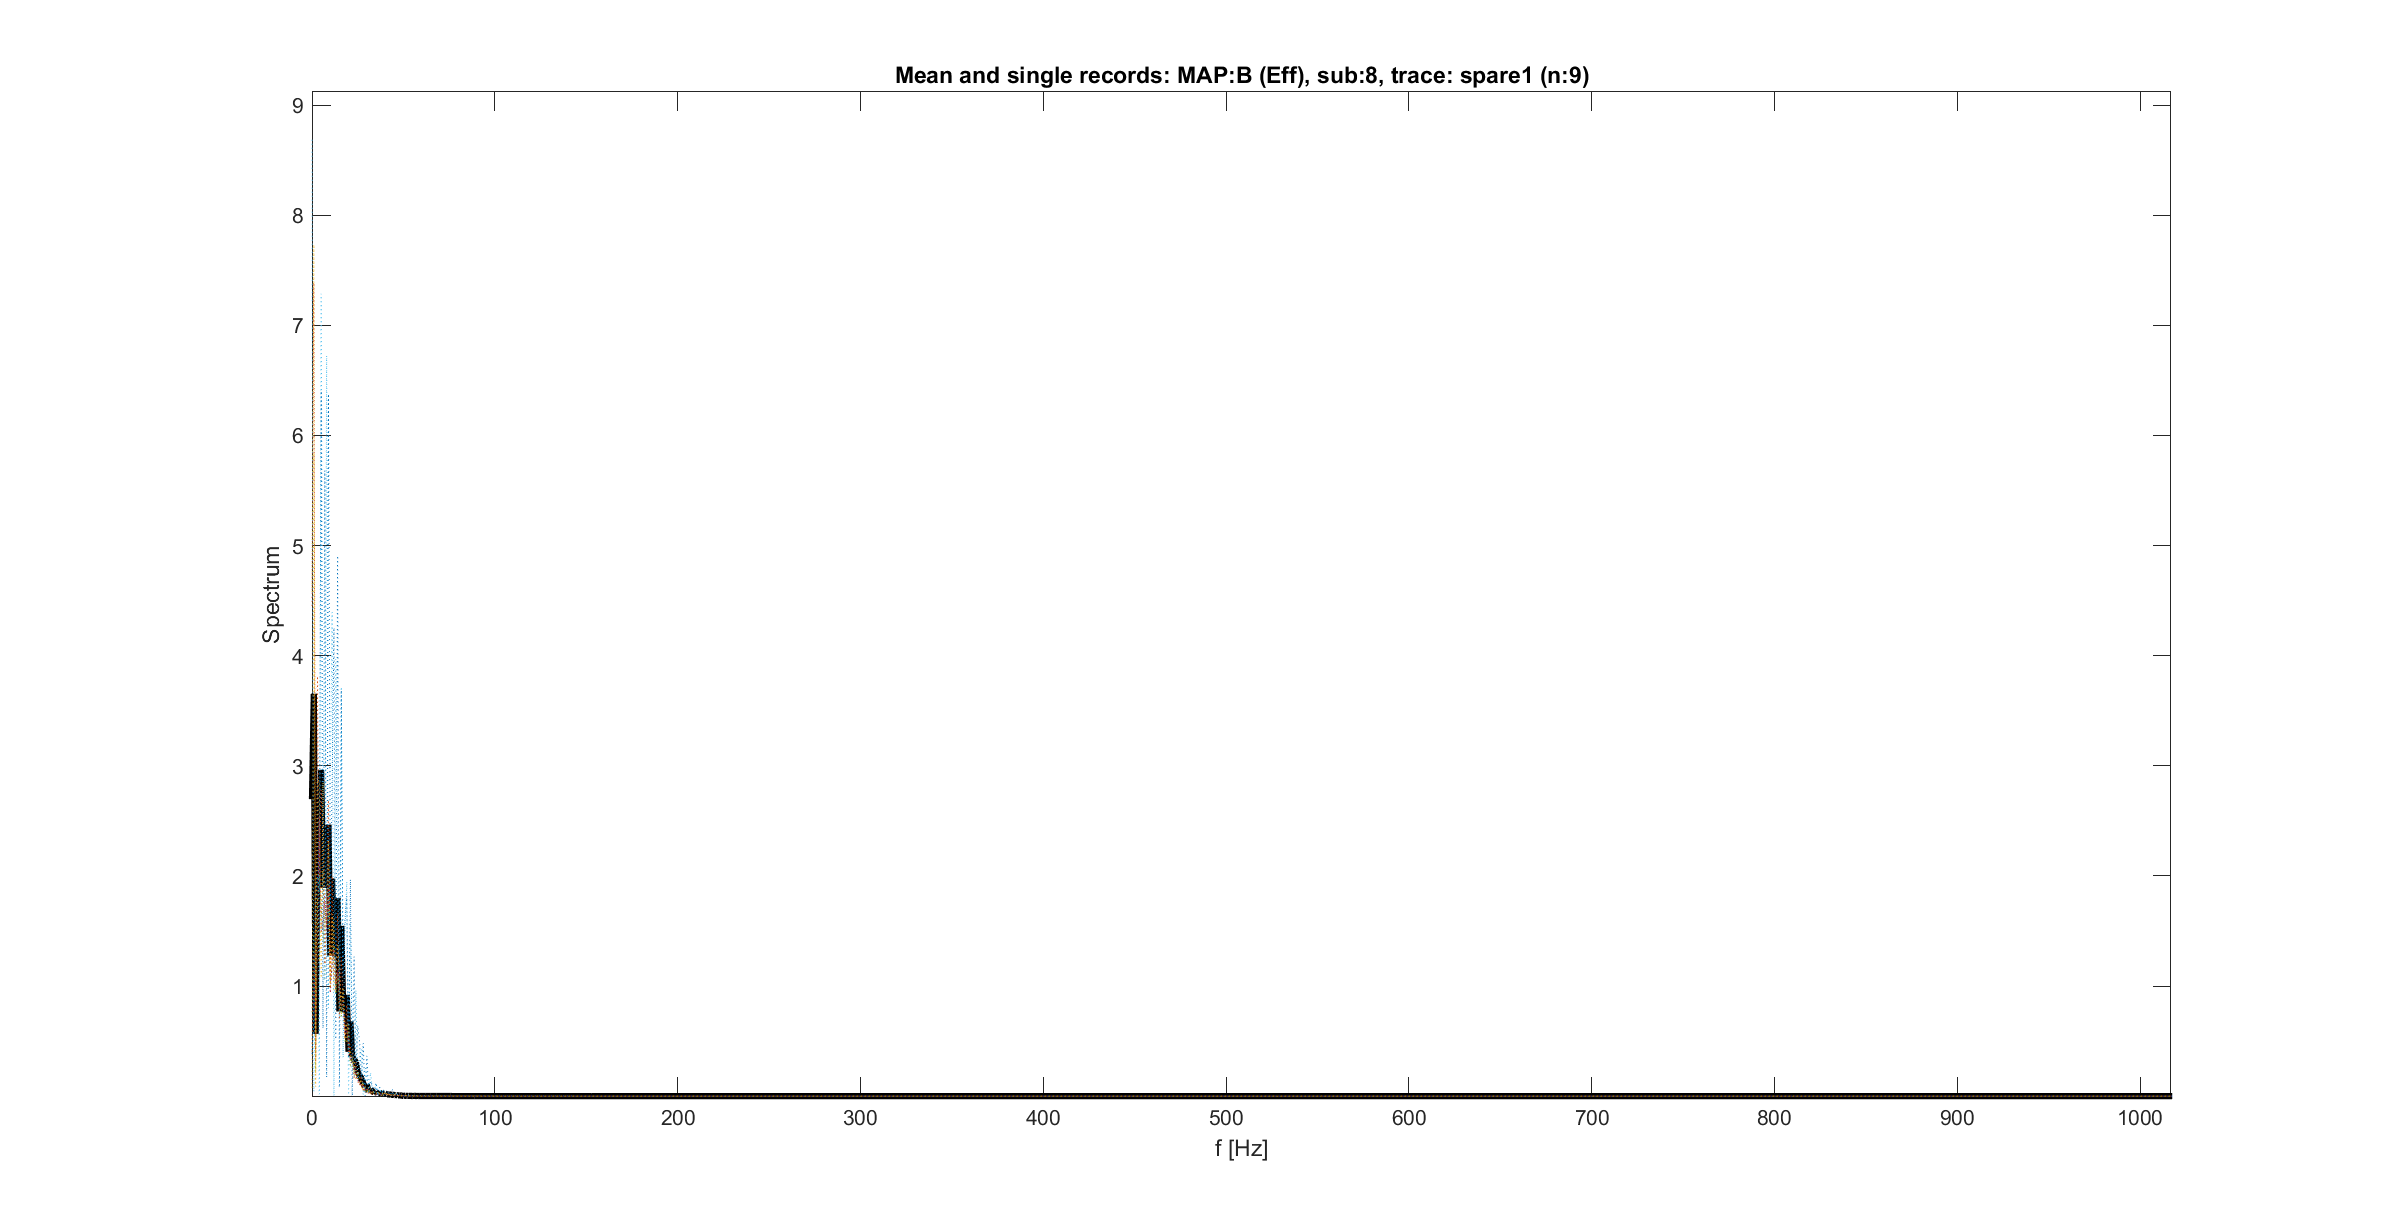 Mean and single records: MAP:B (Eff), sub:8, trace: spare1 (n:9)
9
8
7
6
5
4
3
2
1
Spectrum
0 100 200 300 400 500 600 700 800 900 1000
f [Hz]